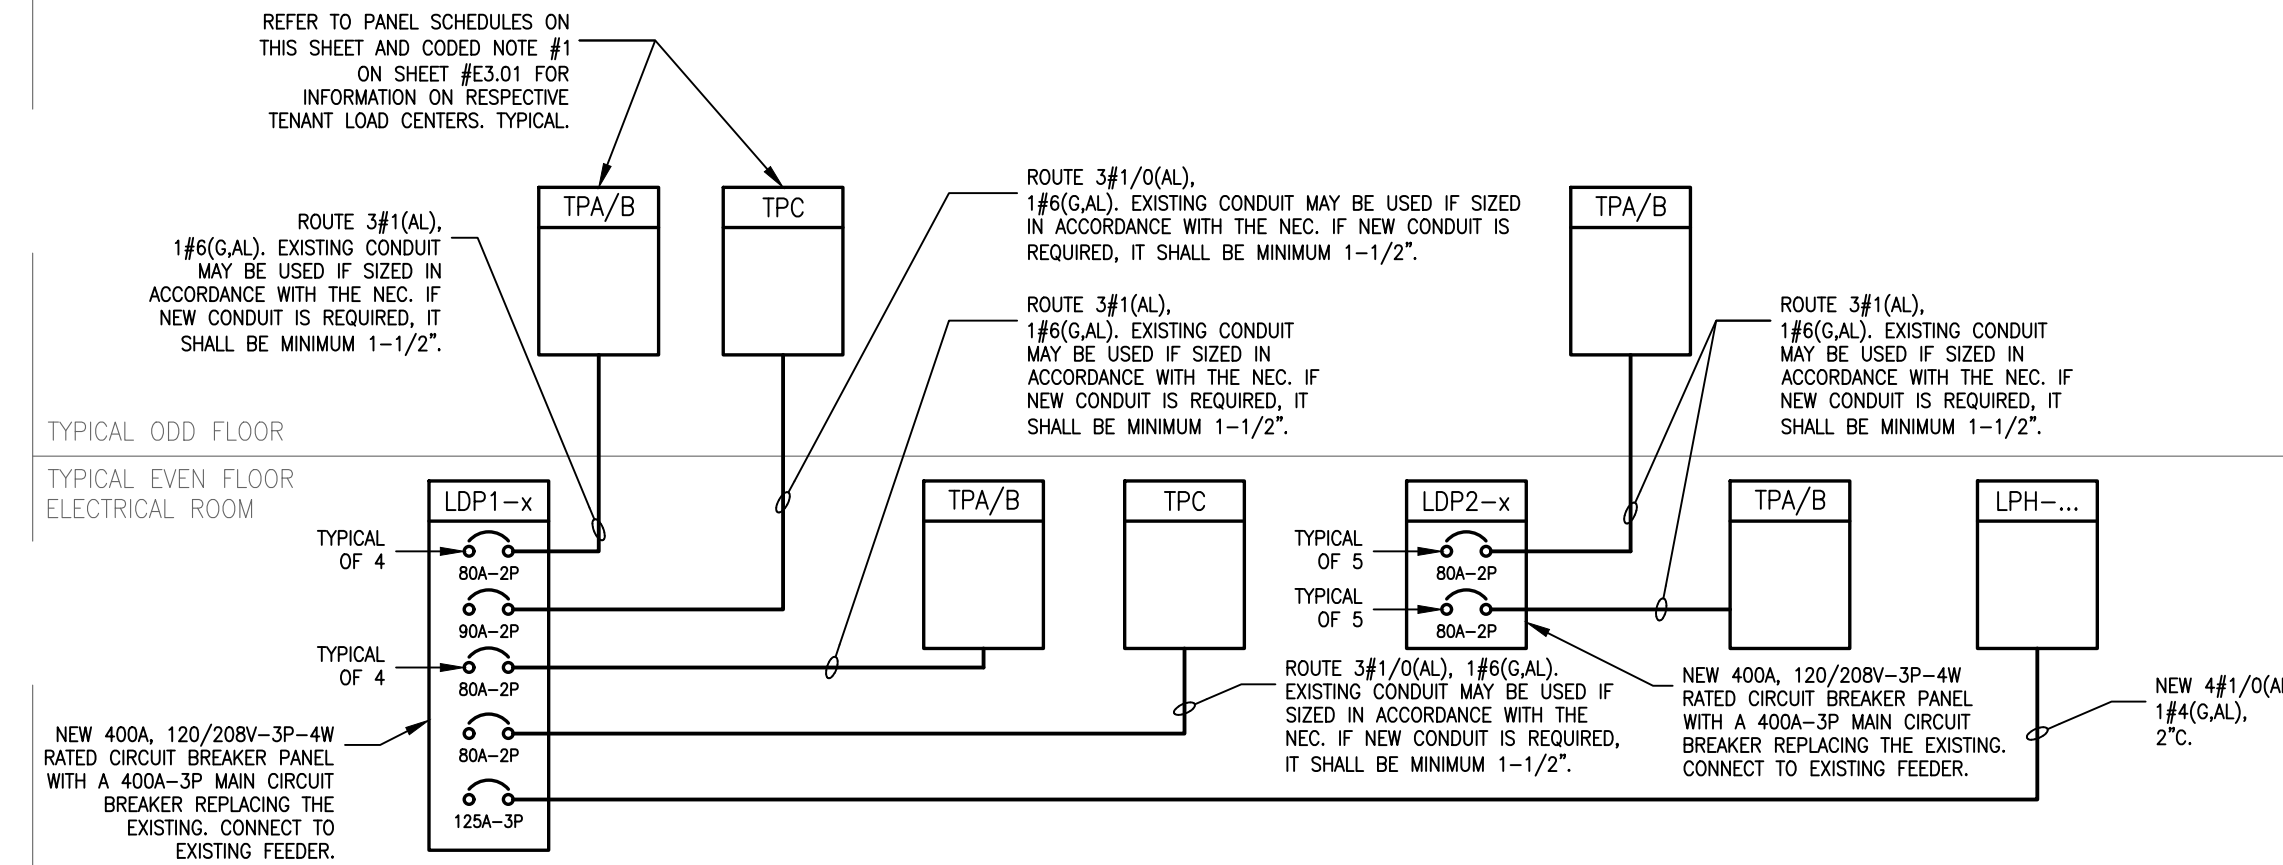 REFER TO PANEL SCHEDULES ON
THIS SHEET AND CODED NOTE #1
ON SHEET #E3.01 FOR
INFORMATION ON RESPECTIVE
TENANT LOAD CENTERS. TYPICAL.
ROUTE 3#1(AL),
1#6(G,AL). EXISTING CONDUIT
MAY BE USED IF SIZED IN
ACCORDANCE WITH THE NEC. IF
NEW CONDUIT IS REQUIRED, IT
SHALL BE MINIMUM 1-1/2".
TPA/B
TPC
ROUTE 3#1/0(AL),
1#6(G,AL). EXISTING CONDUIT MAY BE USED IF SIZED
IN ACCORDANCE WITH THE NEC. IF NEW CONDUIT IS
REQUIRED, IT SHALL BE MINIMUM 1-1/2".
ROUTE 3#1(AL),
1#6(G,AL). EXISTING CONDUIT
MAY BE USED IF SIZED IN
ACCORDANCE WITH THE NEC. IF
NEW CONDUIT IS REQUIRED, IT
SHALL BE MINIMUM 1-1/2".
TPA/B
ROUTE 3#1(AL),
1#6(G,AL). EXISTING CONDUIT
MAY BE USED IF SIZED IN
ACCORDANCE WITH THE NEC. IF
NEW CONDUIT IS REQUIRED, IT
SHALL BE MINIMUM 1-1/2".
TYPICAL ODD FLOOR
TYPICAL EVEN FLOOR
ELECTRICAL ROOM
LDP1-x
TYPICAL
OF 4
80A-2P
90A-2P
TYPICAL
OF 4
80A-2P
80A-2P
125A-3P
NEW 400A, 120/208V-3P-4W
RATED CIRCUIT BREAKER PANEL
WITH A 400A-3P MAIN CIRCUIT
BREAKER REPLACING THE
EXISTING. CONNECT TO
EXISTING FEEDER.
TPA/B
TPC
LDP2-x
TYPICAL
OF 5
80A-2P
TYPICAL
OF 5
80A-2P
TPA/B
LPH-...
ROUTE 3#1/0(AL), 1#6(G,AL).
EXISTING CONDUIT MAY BE USED IF
SIZED IN ACCORDANCE WITH THE
NEC. IF NEW CONDUIT IS REQUIRED,
IT SHALL BE MINIMUM 1-1/2".
NEW 400A, 120/208V-3P-4W
RATED CIRCUIT BREAKER PANEL
WITH A 400A-3P MAIN CIRCUIT
BREAKER REPLACING THE EXISTING.
CONNECT TO EXISTING FEEDER.
NEW 4#1/0(A
1#4(G,AL),
2"C.